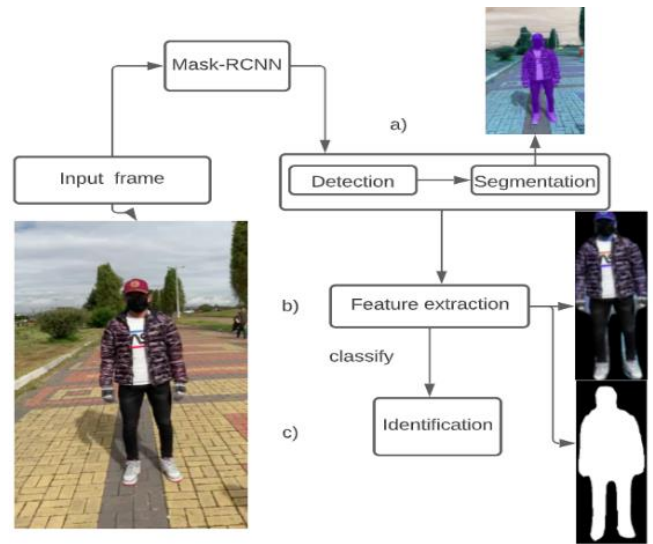 Mask-RCNN
a)
Input frame
Detection
Segmentation
b)
Feature extraction
classify
c)
Identification